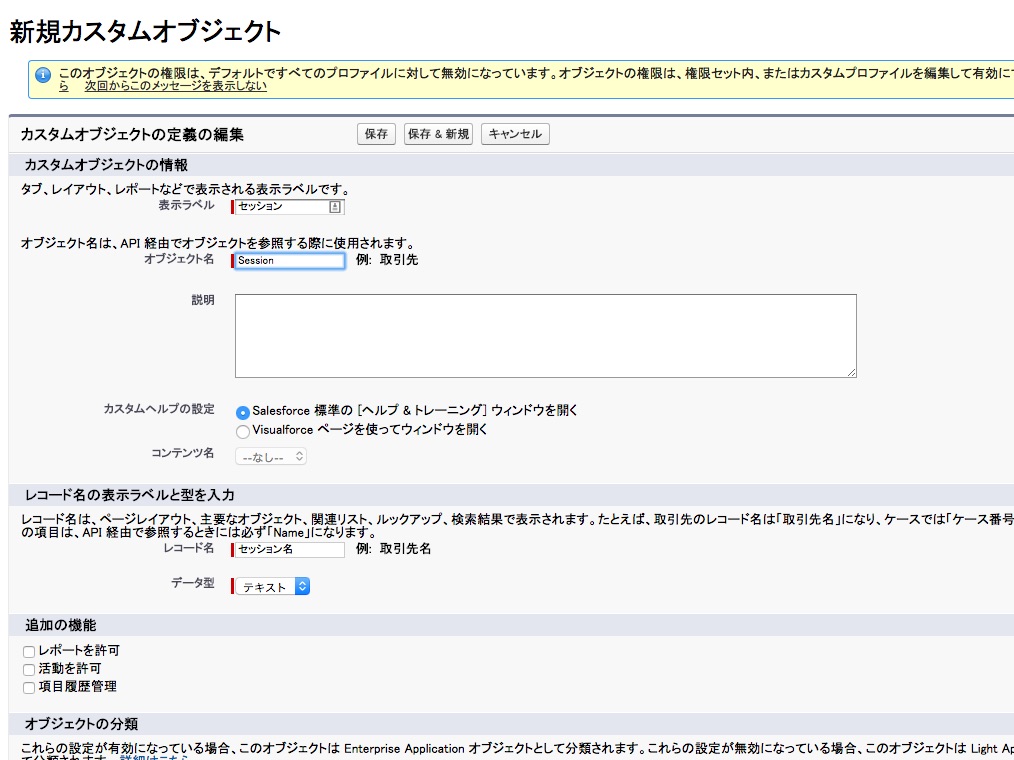 新規カスタムオブジェクト
このオブジェクトの権限は、デフォルトですべてのプロファイルに対して無効になっています。オブジェクトの権限は、権限セット内、またはカスタムプロファイルを編集して有効にで
ら 次回からこのメッセージを表示しない
カスタムオブジェクトの定義の編集 保存 保存 & 新規 キャンセル
カスタムオブジェクトの情報
タブ、レイアウト、レポートなどで表示される表示ラベルです。
表示ラベル セッション
オブジェクト名は、API 経由でオブジェクトを参照する際に使用されます。
オブジェクト名 Session 例: 取引先
説明
カスタムヘルプの設定 Salesforce 標準の [ヘルプ & トレーニング] ウィンドウを開く
Visualforce ページを使ってウィンドウを開く
コンテンツ名 --なし--
レコード名の表示ラベルと型を入力
レコード名は、ページレイアウト、主要なオブジェクト、関連リスト、ルックアップ、検索結果で表示されます。たとえば、取引先のレコード名は「取引先名」になり、ケースでは「ケース番号
の項目は、API 経由で参照するときには必ず「Name」になります。
レコード名 セッション名 例: 取引先名
データ型 テキスト
追加の機能
レポートを許可
活動を許可
項目履歴管理
オブジェクトの分類
これらの設定が有効になっている場合、このオブジェクトは Enterprise Application オブジェクトとして分類されます。これらの設定が無効になっている場合、このオブジェクトは Light Ap
て分類されます。 詳細はこちら